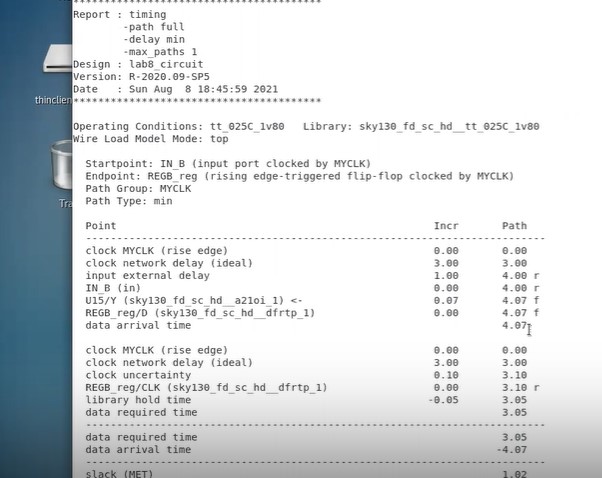 ****************************************
Report : timing
        -path full
        -delay min
        -max_paths 1
Design : lab8_circuit
Version: R-2020.09-SP5
Date   : Sun Aug  8 18:45:59 2021
****************************************
Operating Conditions: tt_025C_1v80   Library: sky130_fd_sc_hd__tt_025C_1v80
Wire Load Model Mode: top
  Startpoint: IN_B (input port clocked by MYCLK)
  Endpoint: REGB_reg (rising edge-triggered flip-flop clocked by MYCLK)
  Path Group: MYCLK
  Path Type: min
  Point                                                   Incr       Path
  --------------------------------------------------------------------------
  clock MYCLK (rise edge)                                 0.00       0.00
  clock network delay (ideal)                             3.00       3.00
  input external delay                                    1.00       4.00 r
  IN_B (in)                                               0.00       4.00 r
  U15/Y (sky130_fd_sc_hd__a21oi_1) <-                     0.07       4.07 f
  REGB_reg/D (sky130_fd_sc_hd__dfrtp_1)                   0.00       4.07 f
  data arrival time                                                  4.07
  clock MYCLK (rise edge)                                 0.00       0.00
  clock network delay (ideal)                             3.00       3.00
  clock uncertainty                                       0.10       3.10
  REGB_reg/CLK (sky130_fd_sc_hd__dfrtp_1)                 0.00       3.10 r
  library hold time                                      -0.05       3.05
  data required time                                                 3.05
  --------------------------------------------------------------------------
  data required time                                                 3.05
  data arrival time                                                 -4.07
  --------------------------------------------------------------------------
  slack (MET)                                                        1.02
thinclien
Tra